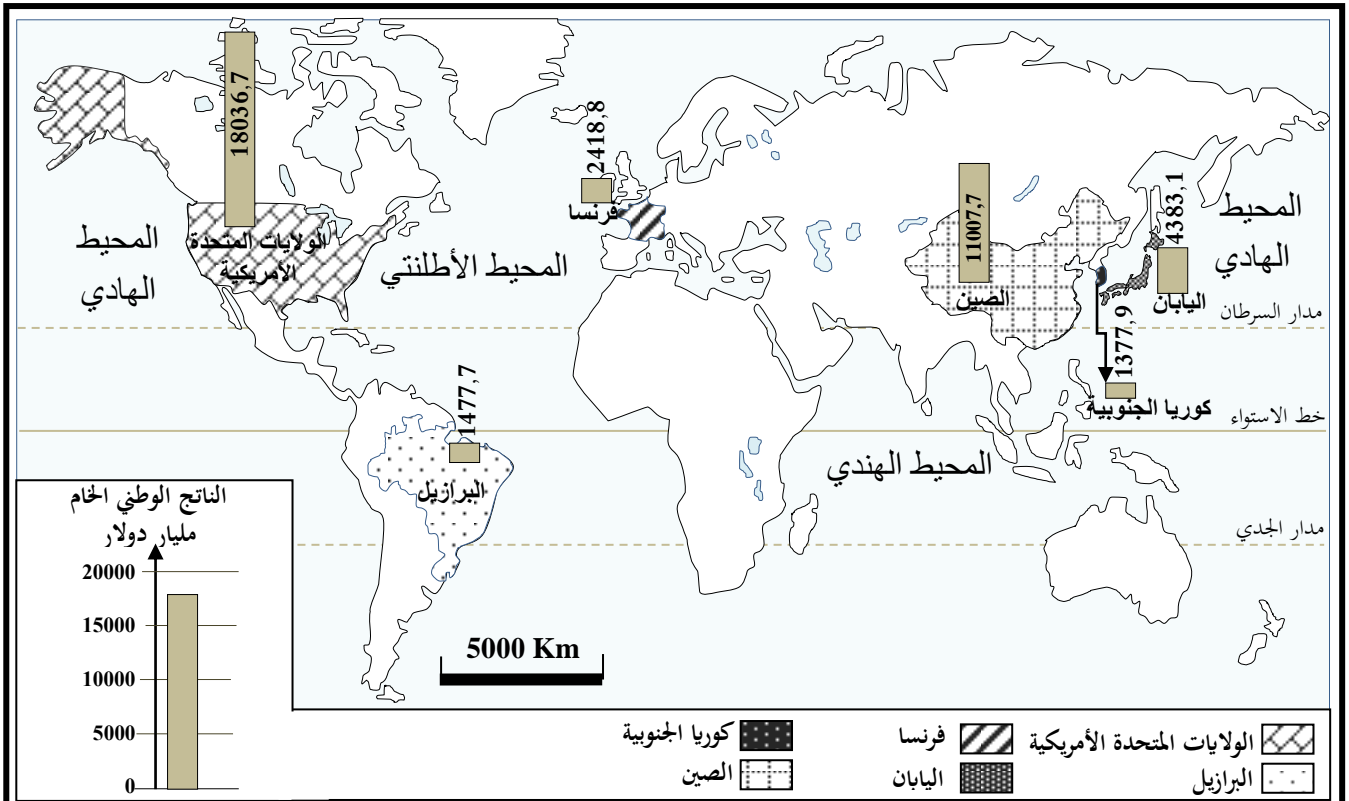 18036,7
الولايات المتحدة
الأمريكية
المحيط
الهادي
المحيط الأطلنتي
2418,8
فرنسا
11007,7
الصين
4383,1
اليابان
المحيط
الهادي
مدار السرطان
1377,9
كوريا الجنوبية
خط الاستواء
1477,7
البرازيل
المحيط الهندي
مدار الجدي
5000 Km
الناتج الوطني الخام
مليار دولار
20000
15000
10000
5000
0
الولايات المتحدة الأمريكية
فرنسا
كوريا الجنوبية
البرازيل
اليابان
الصين